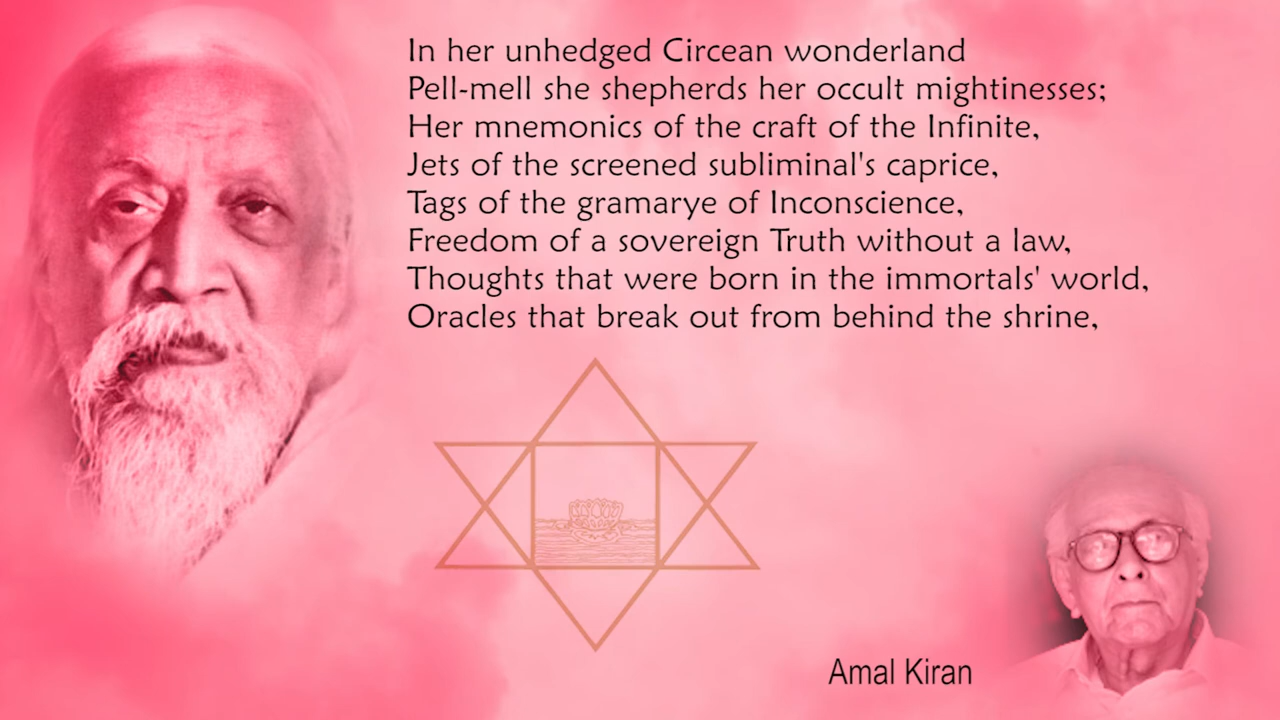 In her unhedged Circean wonderland
Pell-mell she shepherds her occult mightinesses;
Her mnemonics of the craft of the Infinite,
Jets of the screened subliminal's caprice,
Tags of the gramarye of Inconscience,
Freedom of a sovereign Truth without a law,
Thoughts that were born in the immortals' world,
Oracles that break out from behind the shrine,
Amal Kiran